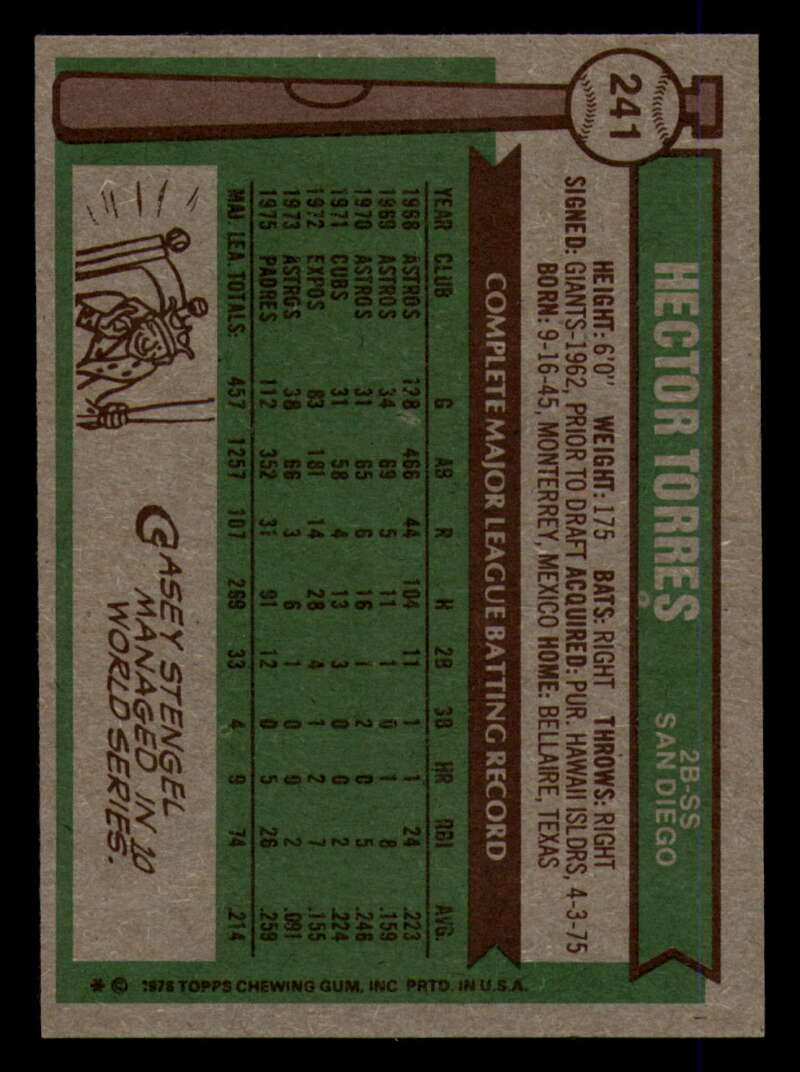 241
HECTOR TORRES
2B-SS
SAN DIEGO
HEIGHT: 6'0" WEIGHT: 175 BATS: RIGHT THROWS: RIGHT
SIGNED: GIANTS-1962, PRIOR TO DRAFT ACQUIRED: PUR. HAWAII ISLDRS, 4-3-75
BORN: 9-16-45, MONTERREY, MEXICO HOME: BELLAIRE, TEXAS
COMPLETE MAJOR LEAGUE BATTING RECORD
YEAR CLUB G AB R H 2B 3B HR RBI AVG.
1968 ASTROS 128 466 44 104 11 1 1 24 .223
1969 ASTROS 34 69 5 11 1 0 1 8 .159
1970 ASTROS 31 65 6 16 1 2 0 5 .246
1971 CUBS 31 58 4 13 3 0 0 2 .224
1972 EXPOS 83 181 14 28 4 1 2 7 .155
1973 ASTROS 38 66 3 6 1 0 0 2 .091
1975 PADRES 112 352 31 91 12 0 5 26 .259
MAJ. LEA. TOTALS: 457 1257 107 269 33 4 9 74 .214
CASEY STENGEL
MANAGED IN 10
WORLD SERIES.
* © 1976 TOPPS CHEWING GUM, INC PRTD. IN U.S.A.